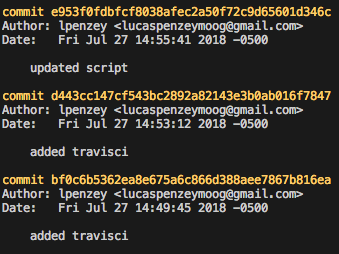 commit e953f0fdbfcf8038afec2a50f72c9d65601d346c
Author: lpenzey <lucaspenzeymoog@gmail.com>
Date:   Fri Jul 27 14:55:41 2018 -0500
updated script
commit d443cc147cf543bc2892a82143e3b0ab016f7847
Author: lpenzey <lucaspenzeymoog@gmail.com>
Date:   Fri Jul 27 14:53:12 2018 -0500
added travisci
commit bf0c6b5362ea8e675a6c866d388aee7867b816ea
Author: lpenzey <lucaspenzeymoog@gmail.com>
Date:   Fri Jul 27 14:49:45 2018 -0500
added travisci